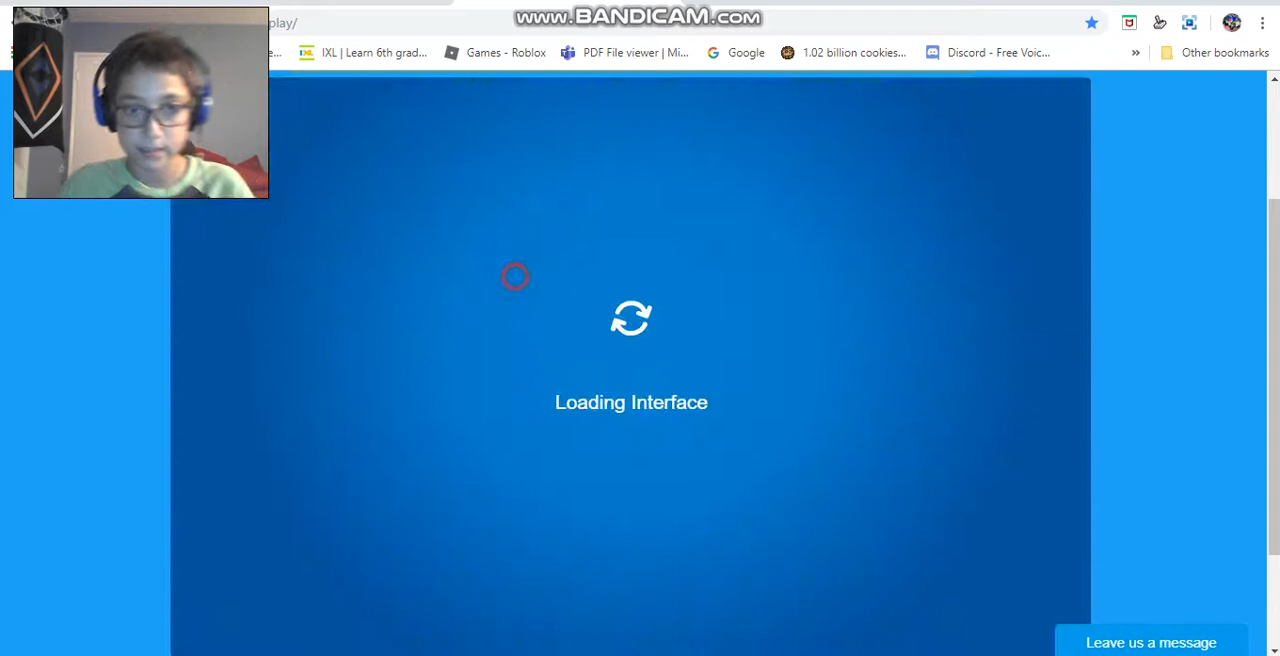 www.BANDICAM.com
play/
e...
IXL | Learn 6th grad...
Games - Roblox
PDF File viewer | Mi...
Google
1.02 billion cookies...
Discord - Free Voic...
»
Other bookmarks
Loading Interface
Leave us a message